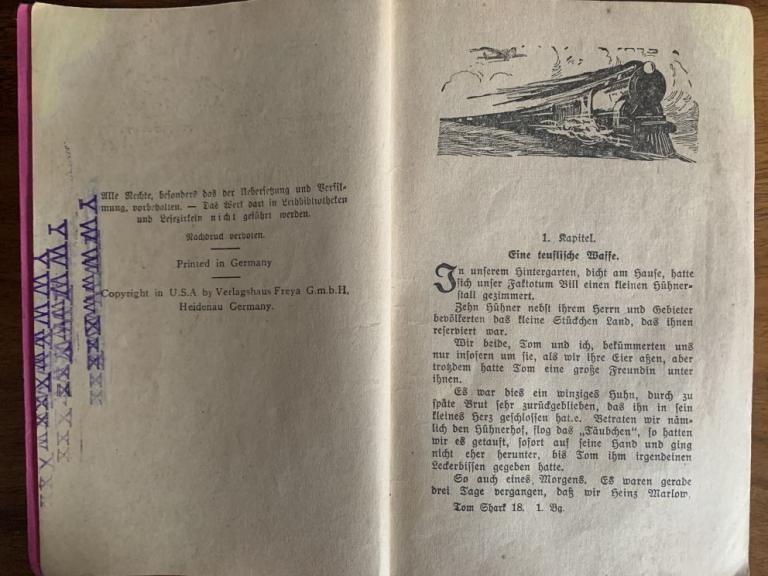 Alle Rechte, besonders das der Uebersetzung und Verfil-
mung, vorbehalten. — Das Werk darf in Leihbibliotheken
und Lesezirkeln nicht geführt werden.
Nachdruck verboten.
Printed in Germany
Copyright in U.S.A by Verlagshaus Freya G.m.b.H.
Heidenau Germany.
1. Kapitel.
Eine teuflische Waffe.
In unserem Hintergarten, dicht am Hause, hatte
sich unser Faktotum Bill einen kleinen Hühner-
stall gezimmert.
Zehn Hühner nebst ihrem Herrn und Gebieter
bevölkerten das kleine Stückchen Land, das ihnen
reserviert war.
Wir beide, Tom und ich, bekümmerten uns
nur insofern um sie, als wir ihre Eier aßen, aber
trotzdem hatte Tom eine große Freundin unter
ihnen.
Es war dies ein winziges Huhn, durch zu
späte Brut sehr zurückgeblieben, das ihn in sein
kleines Herz geschlossen hat.e. Betraten wir näm-
lich den Hühnerhof, flog das „Täubchen“, so hatten
wir es getauft, sofort auf seine Hand und ging
nicht eher herunter, bis Tom ihm irgendeinen
Leckerbissen gegeben hatte.
So auch eines Morgens. Es waren gerade
drei Tage vergangen, daß wir Heinz Marlow,
Tom Shark 18. 1. Bg.